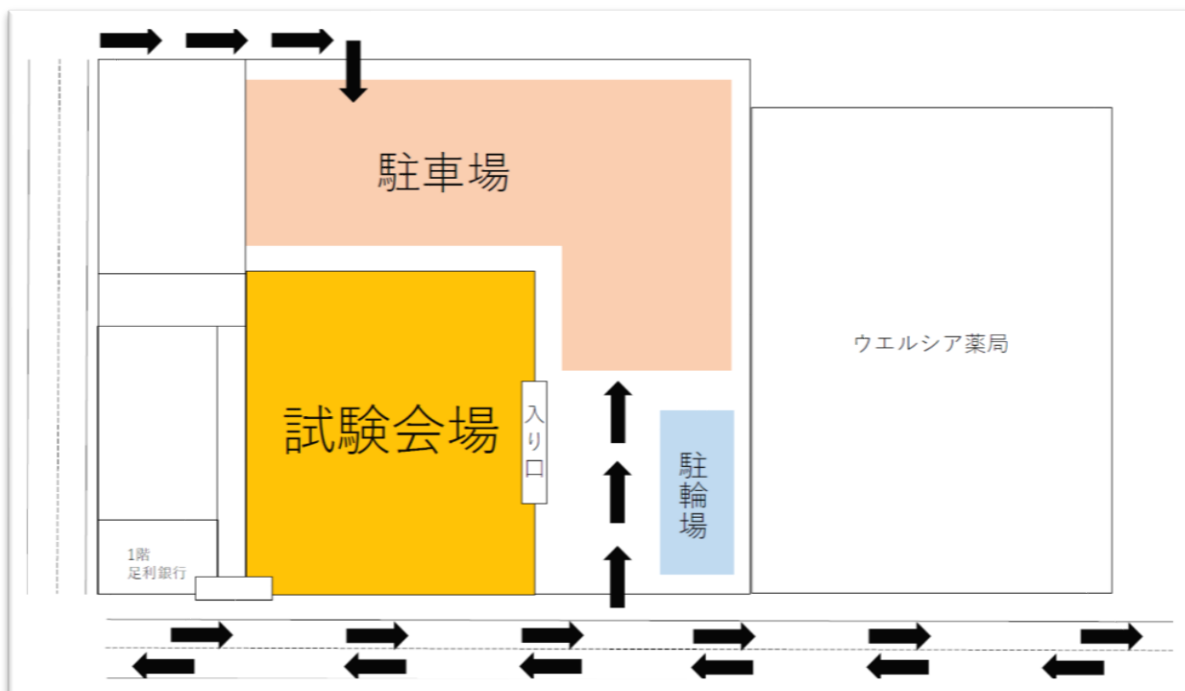 駐車場
ウエルシア薬局
試験会場
入り口
駐輪場
1階
足利銀行